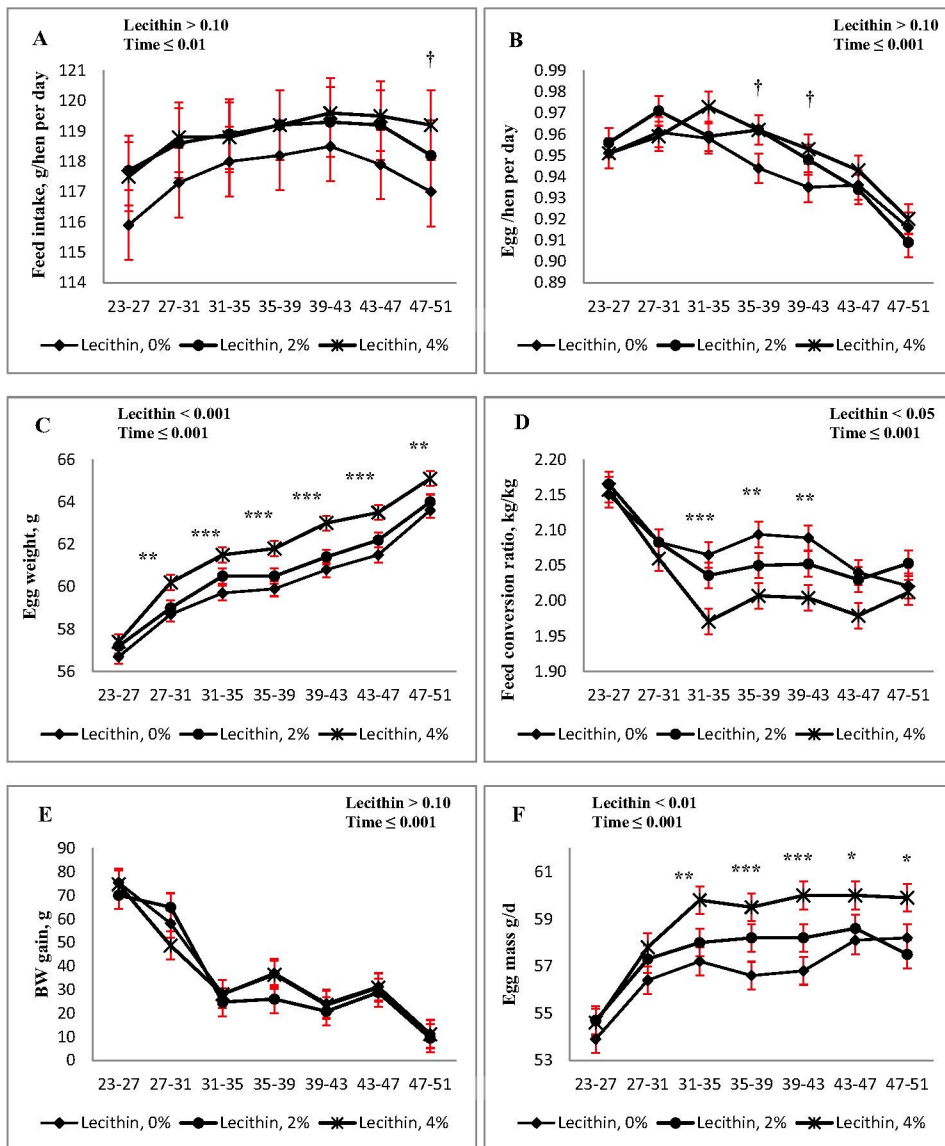 A
Lecithin > 0.10
Time ≤ 0.01
†
Feed intake, g/hen per day
121
120
119
118
117
116
115
114
23-27 27-31 31-35 35-39 39-43 43-47 47-51
Lecithin, 0% Lecithin, 2% Lecithin, 4%
B
Lecithin > 0.10
Time ≤ 0.001
† †
Egg /hen per day
0.99
0.98
0.97
0.96
0.95
0.94
0.93
0.92
0.91
0.90
0.89
23-27 27-31 31-35 35-39 39-43 43-47 47-51
Lecithin, 0% Lecithin, 2% Lecithin, 4%
C
Lecithin < 0.001
Time ≤ 0.001
** *** *** *** *** **
Egg weight, g
66
64
62
60
58
56
23-27 27-31 31-35 35-39 39-43 43-47 47-51
Lecithin, 0% Lecithin, 2% Lecithin, 4%
D
Lecithin < 0.05
Time ≤ 0.001
*** ** **
Feed conversion ratio, kg/kg
2.20
2.15
2.10
2.05
2.00
1.95
1.90
23-27 27-31 31-35 35-39 39-43 43-47 47-51
Lecithin, 0% Lecithin, 2% Lecithin, 4%
E
Lecithin > 0.10
Time ≤ 0.001
BW gain, g
90
80
70
60
50
40
30
20
10
0
23-27 27-31 31-35 35-39 39-43 43-47 47-51
Lecithin, 0% Lecithin, 2% Lecithin, 4%
F
Lecithin < 0.01
Time ≤ 0.001
** *** *** * *
Egg mass g/d
61
59
57
55
53
23-27 27-31 31-35 35-39 39-43 43-47 47-51
Lecithin, 0% Lecithin, 2% Lecithin, 4%